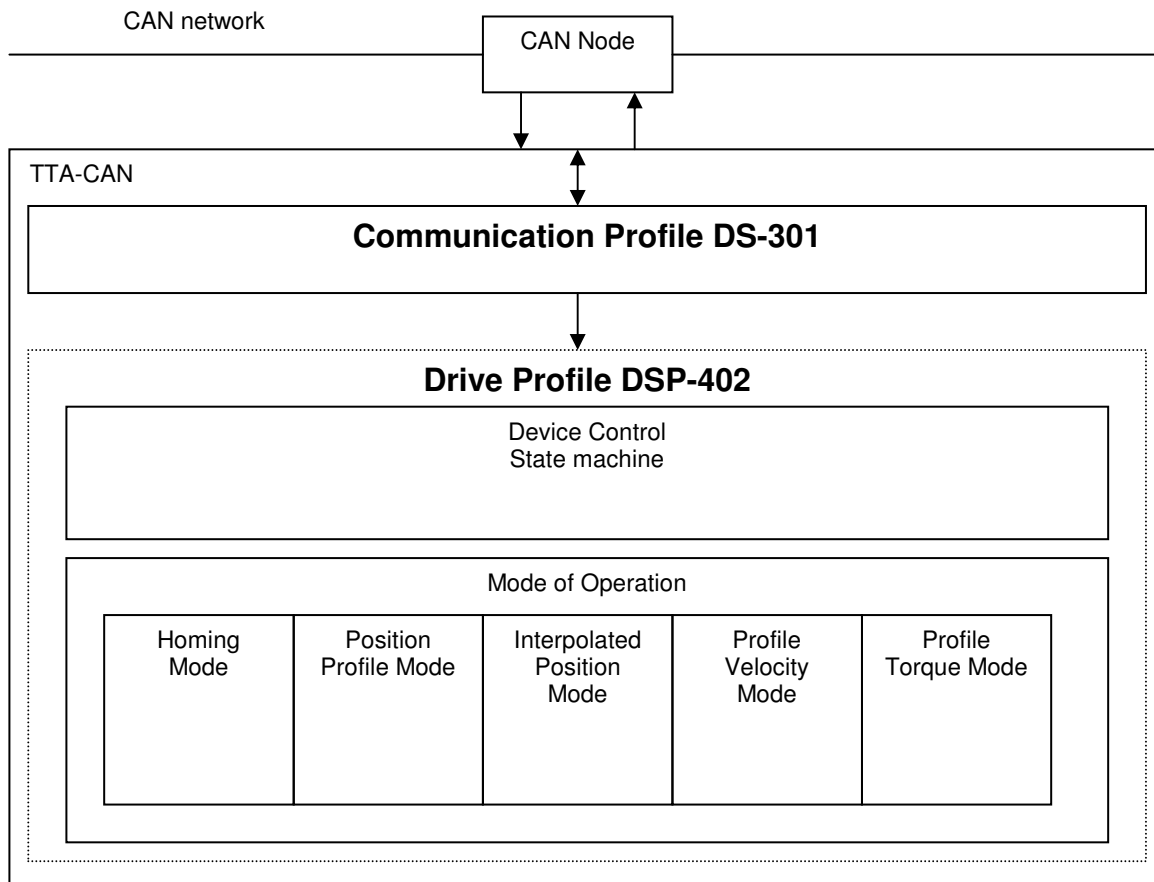 CAN network
CAN Node
TTA-CAN
Communication Profile DS-301
Drive Profile DSP-402
Device Control
State machine
Mode of Operation
Homing
Mode
Position
Profile Mode
Interpolated
Position
Mode
Profile
Velocity
Mode
Profile
Torque Mode